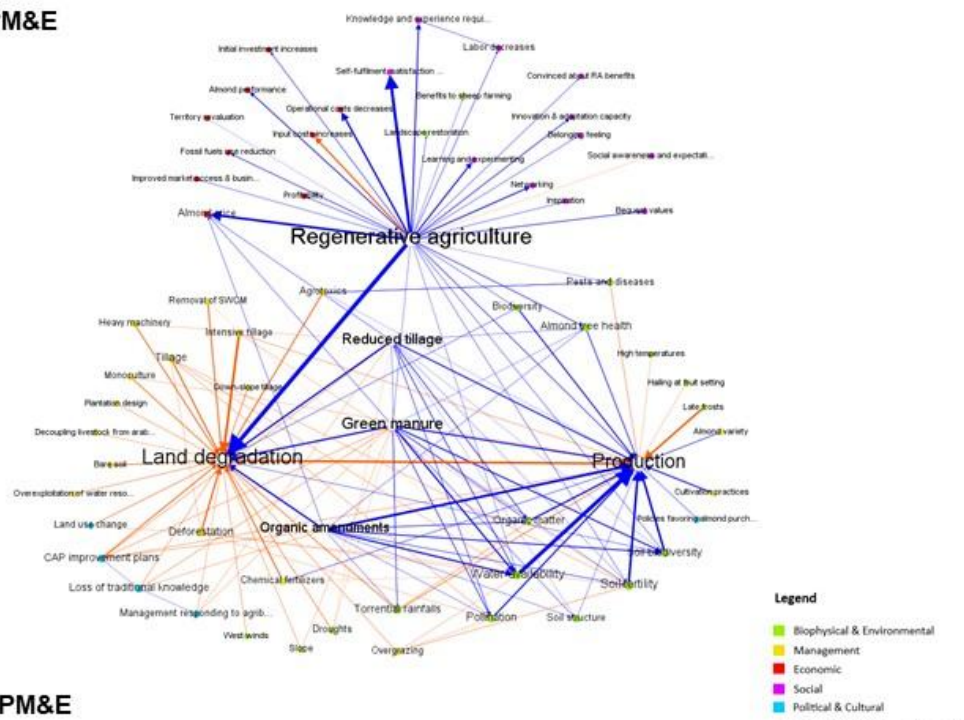 PM&E
Knowledge and experience requi...
Initial investment increases
Labor decreases
Self-fulfilment satisfaction ...
Convinced about RA benefits
Almond performance
Benefits to sheep farming
Operational costs decreases
Territory revaluation
Innovation & adaptation capacity
Input costs increases
Landscape restoration
Belonging feeling
Fossil fuels use reduction
Learning and experimenting
Social awareness and expectati...
Improved market access & busin...
Networking
Profitability
Inspiration
Almond price
Bequest values
Regenerative agriculture
Pests and diseases
Agrotoxics
Removal of SWCM
Biodiversity
Heavy machinery
Intensive tillage
Almond tree health
Reduced tillage
Tillage
High temperatures
Monoculture
Down-slope tillage
Hailing at fruit setting
Plantation design
Late frosts
Green manure
Decoupling livestock from arab...
Almond variety
Land degradation
Production
Bare soil
Overexploitation of water reso...
Cultivation practices
Land use change
Deforestation
Organic amendments
Organic matter
Policies favoring almond purch...
CAP improvement plans
Soil biodiversity
Water availability
Loss of traditional knowledge
Chemical fertilizers
Soil fertility
Management responding to agrib...
Torrential rainfalls
Pollination
Soil structure
West winds
Droughts
Slope
Overgrazing
Legend
Biophysical & Environmental
Management
Economic
Social
Political & Cultural
PM&E